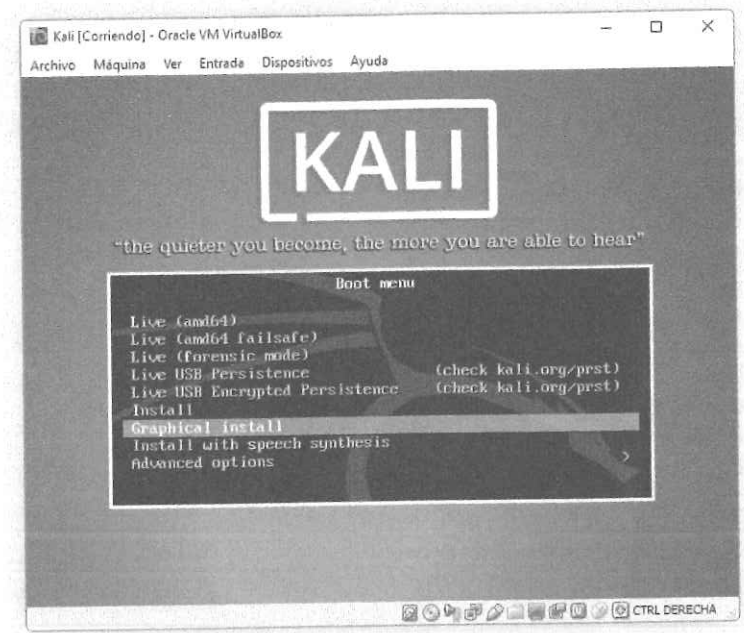 Kali [Corriendo] - Oracle VM VirtualBox
Archivo Máquina Ver Entrada Dispositivos Ayuda
KALI
"the quieter you become, the more you are able to hear"
Boot menu
Live (amd64)
Live (amd64 failsafe)
Live (forensic mode)
Live USB Persistence (check kali.org/prst)
Live USB Encrypted Persistence (check kali.org/prst)
Install
Graphical install
Install with speech synthesis
Advanced options >
CTRL DERECHA